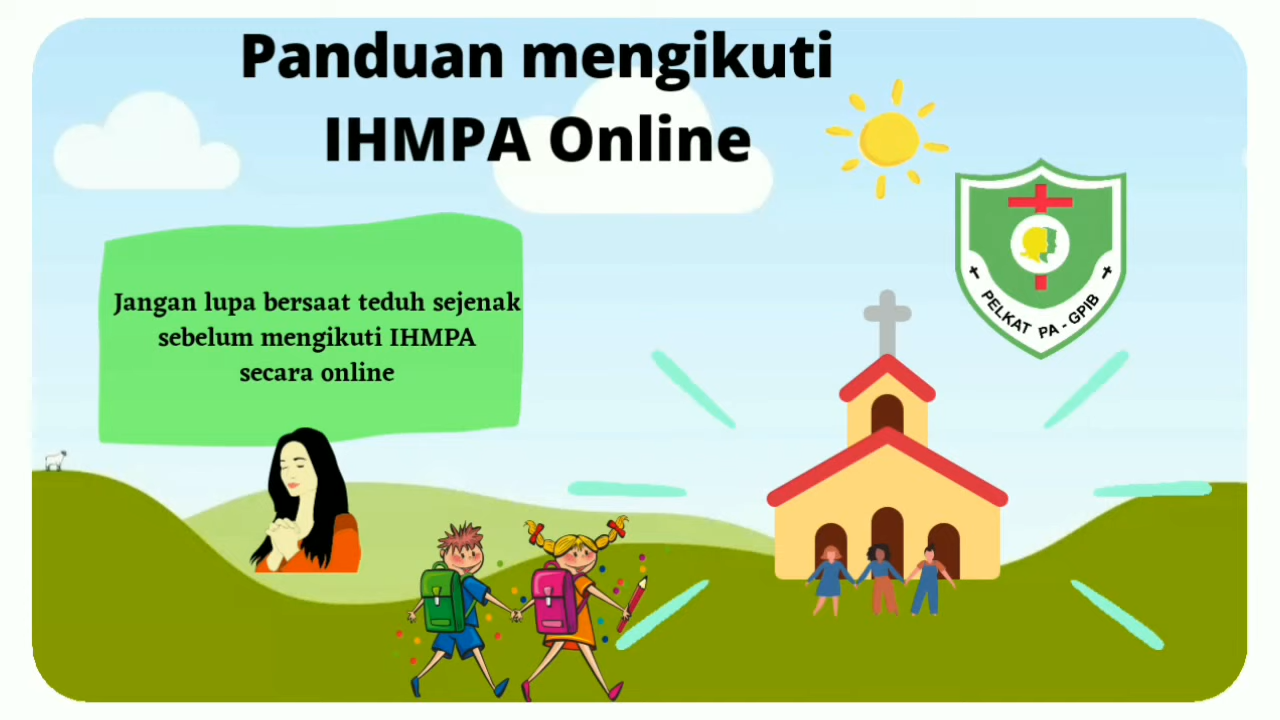 Panduan mengikuti
IHMPA Online
Jangan lupa bersaat teduh sejenak
sebelum mengikuti IHMPA
secara online
PELKAT PA - GPIB